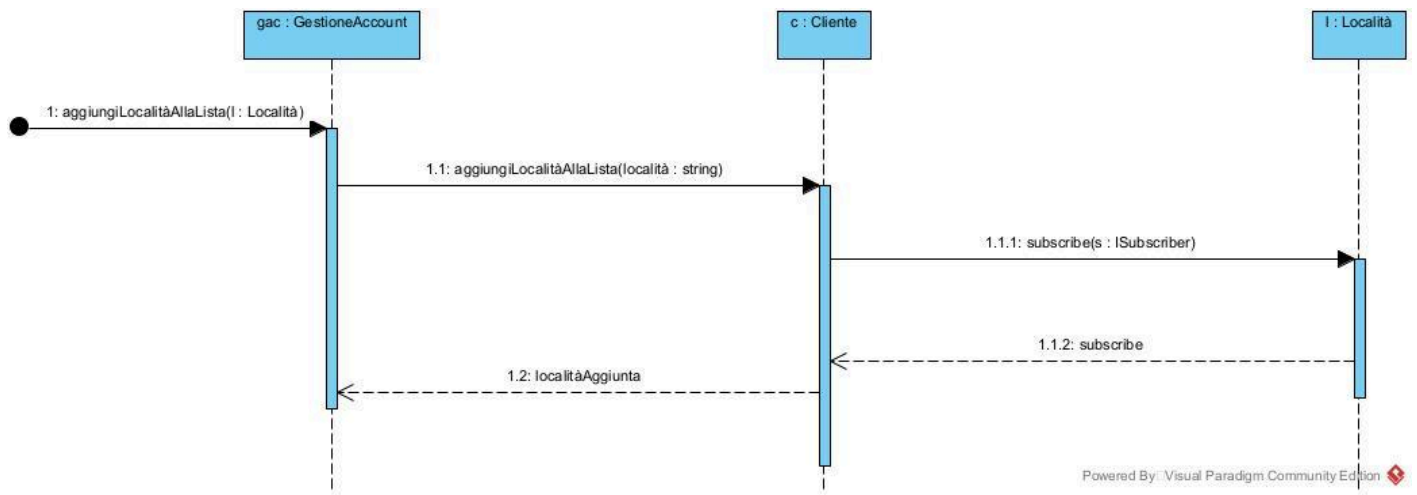 gac : GestioneAccount
c : Cliente
l : Località
1: aggiungiLocalitàAllaLista(l : Località)
1.1: aggiungiLocalitàAllaLista(località : string)
1.1.1: subscribe(s : ISubscriber)
1.1.2: subscribe
1.2: localitàAggiunta
Powered By Visual Paradigm Community Edition